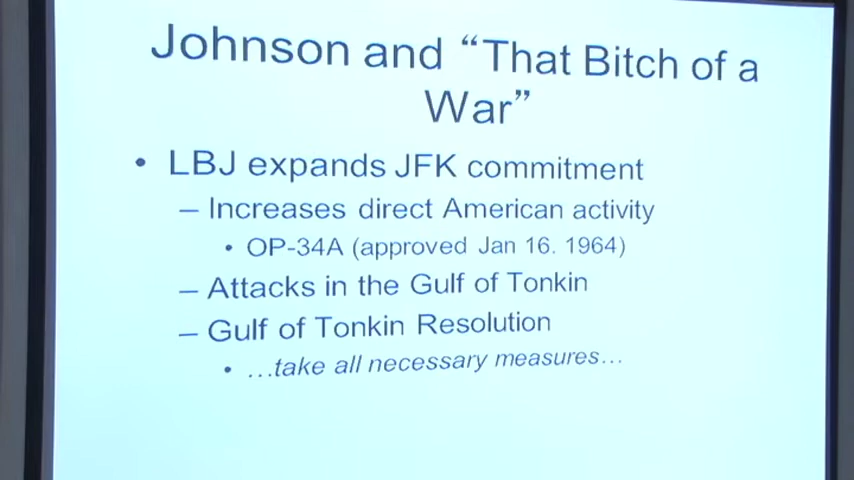 Johnson and “That Bitch of a
War”
• LBJ expands JFK commitment
– Increases direct American activity
• OP-34A (approved Jan 16. 1964)
– Attacks in the Gulf of Tonkin
– Gulf of Tonkin Resolution
• …take all necessary measures…